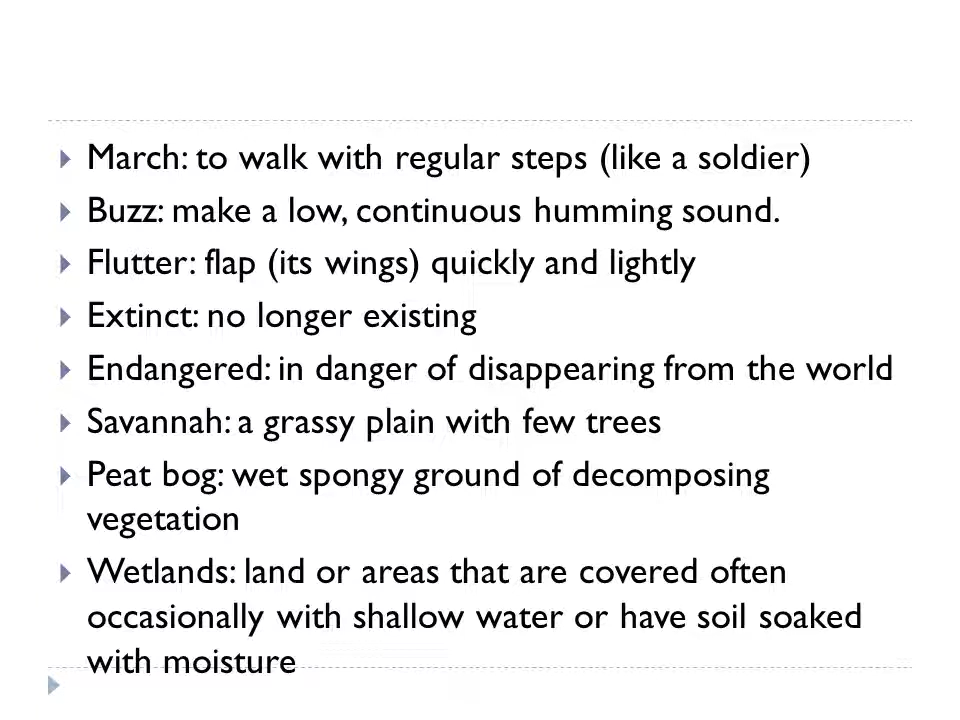 March: to walk with regular steps (like a soldier)
Buzz: make a low, continuous humming sound.
Flutter: flap (its wings) quickly and lightly
Extinct: no longer existing
Endangered: in danger of disappearing from the world
Savannah: a grassy plain with few trees
Peat bog: wet spongy ground of decomposing
vegetation
Wetlands: land or areas that are covered often
occasionally with shallow water or have soil soaked
with moisture